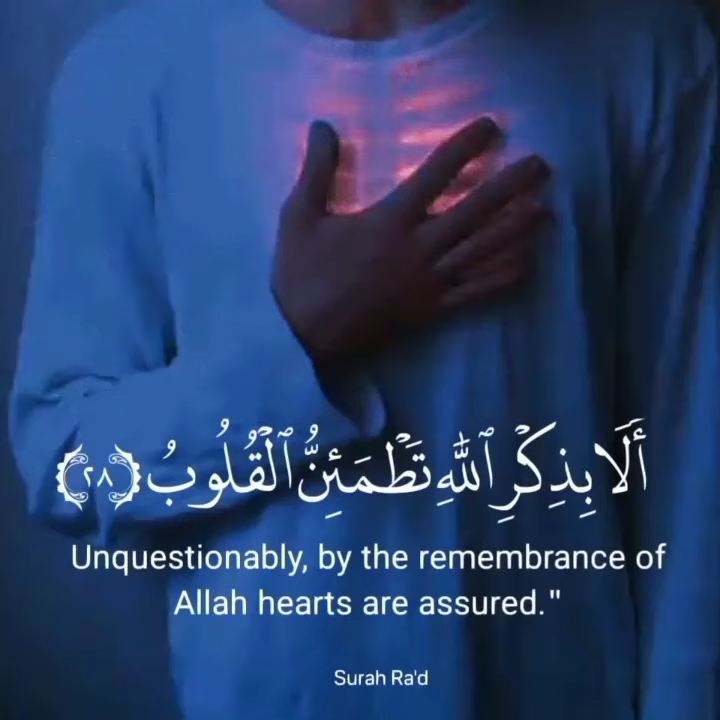 أَلَا بِذِكْرِ ٱللَّهِ تَطْمَئِنُّ ٱلْقُلُوبُ ﴿٢٨﴾
Unquestionably, by the remembrance of
Allah hearts are assured."
Surah Ra'd